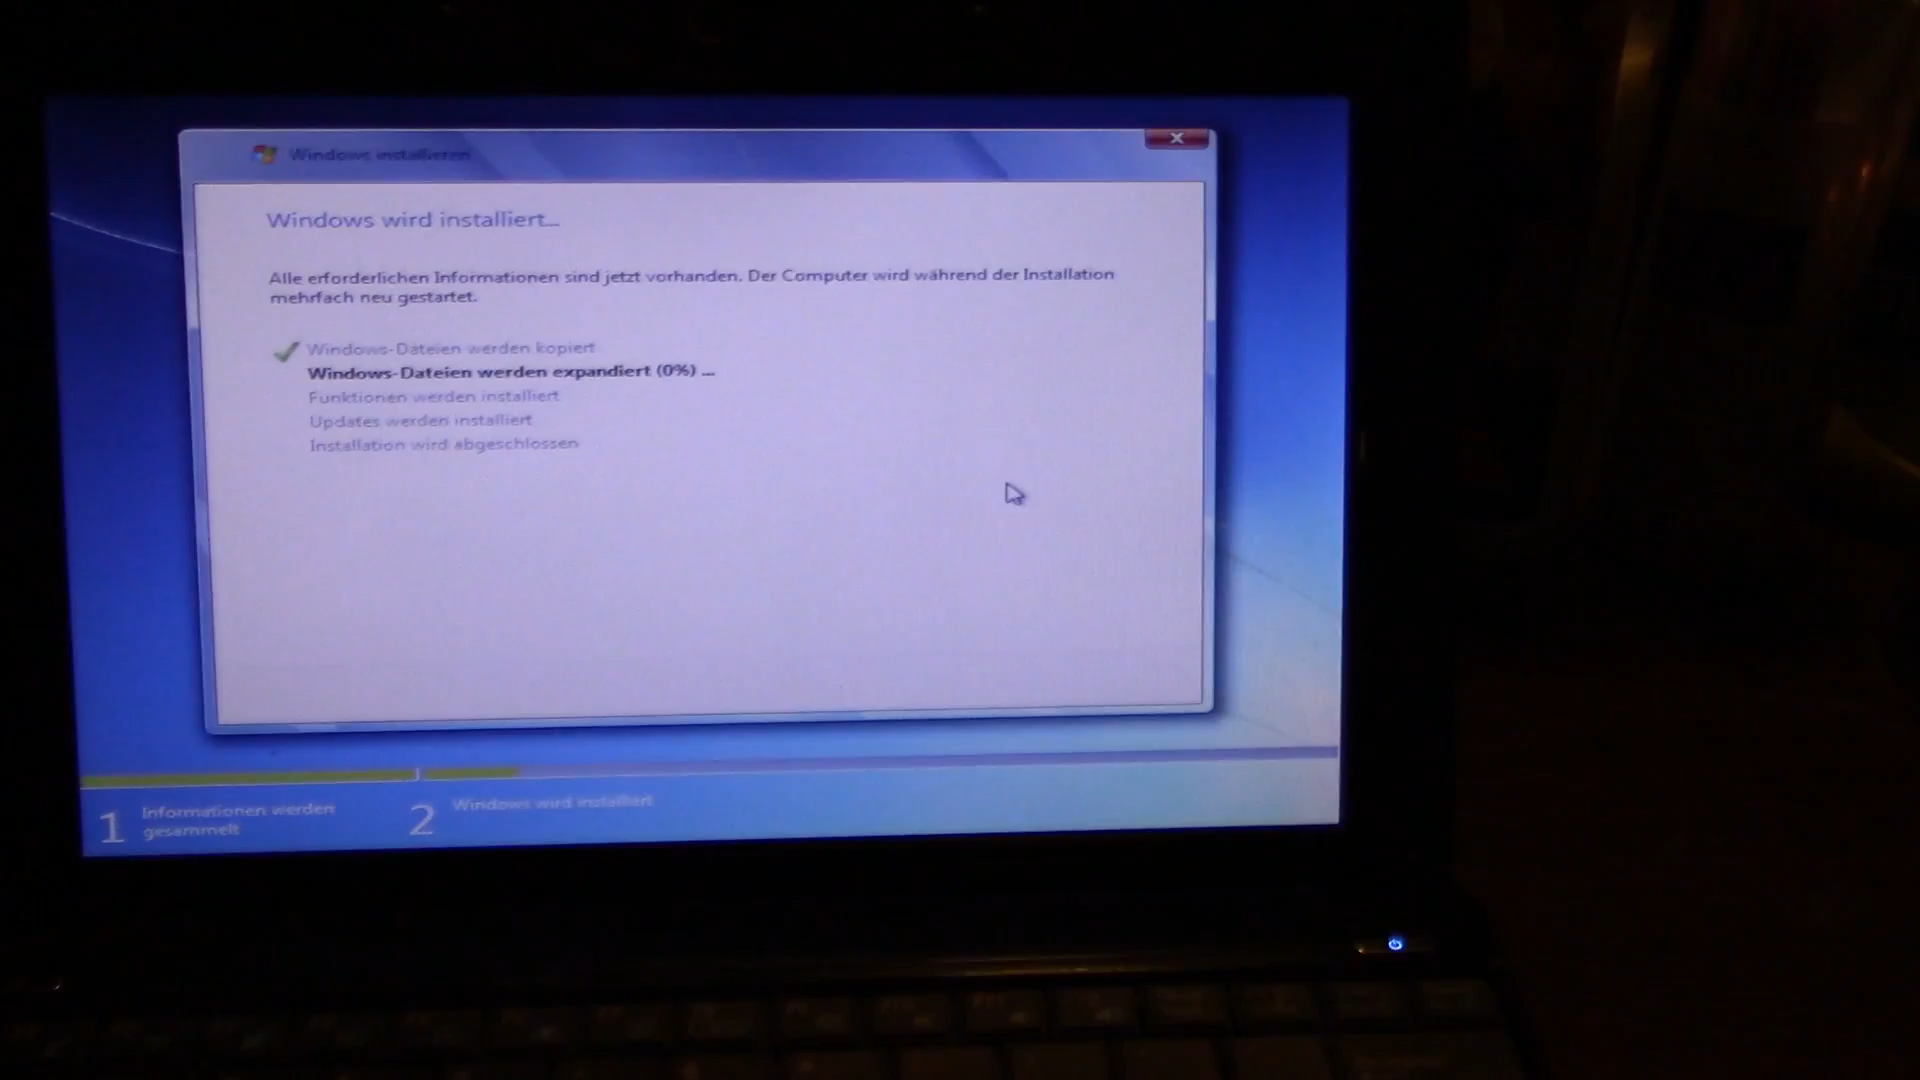 Windows installieren
Windows wird installiert...
Alle erforderlichen Informationen sind jetzt vorhanden. Der Computer wird während der Installation
mehrfach neu gestartet.
Windows-Dateien werden kopiert
Windows-Dateien werden expandiert (0%) ...
Funktionen werden installiert
Updates werden installiert
Installation wird abgeschlossen
1 Informationen werden
gesammelt
2 Windows wird installiert